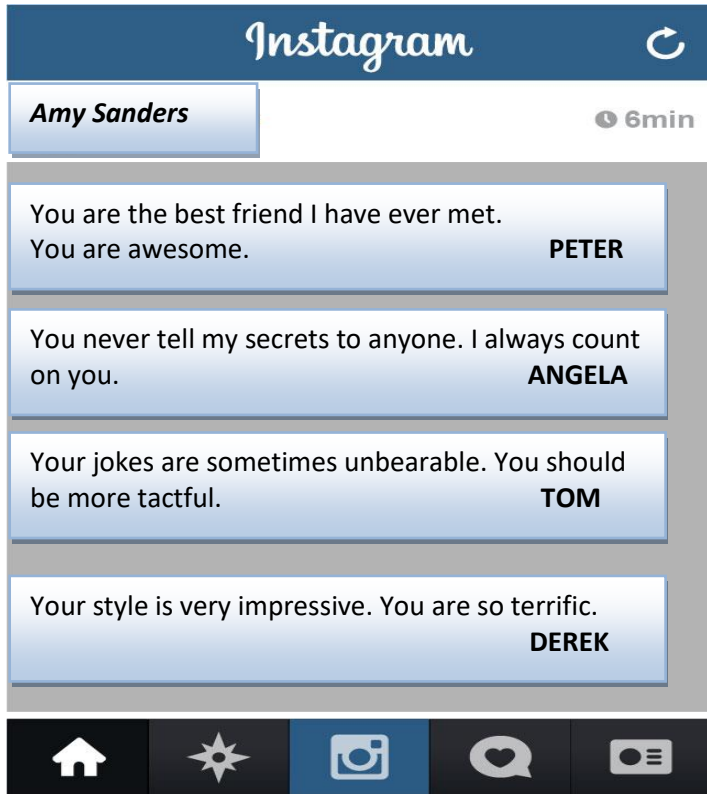 Instagram
Amy Sanders
6min
You are the best friend I have ever met.
You are awesome. PETER
You never tell my secrets to anyone. I always count
on you. ANGELA
Your jokes are sometimes unbearable. You should
be more tactful. TOM
Your style is very impressive. You are so terrific.
DEREK